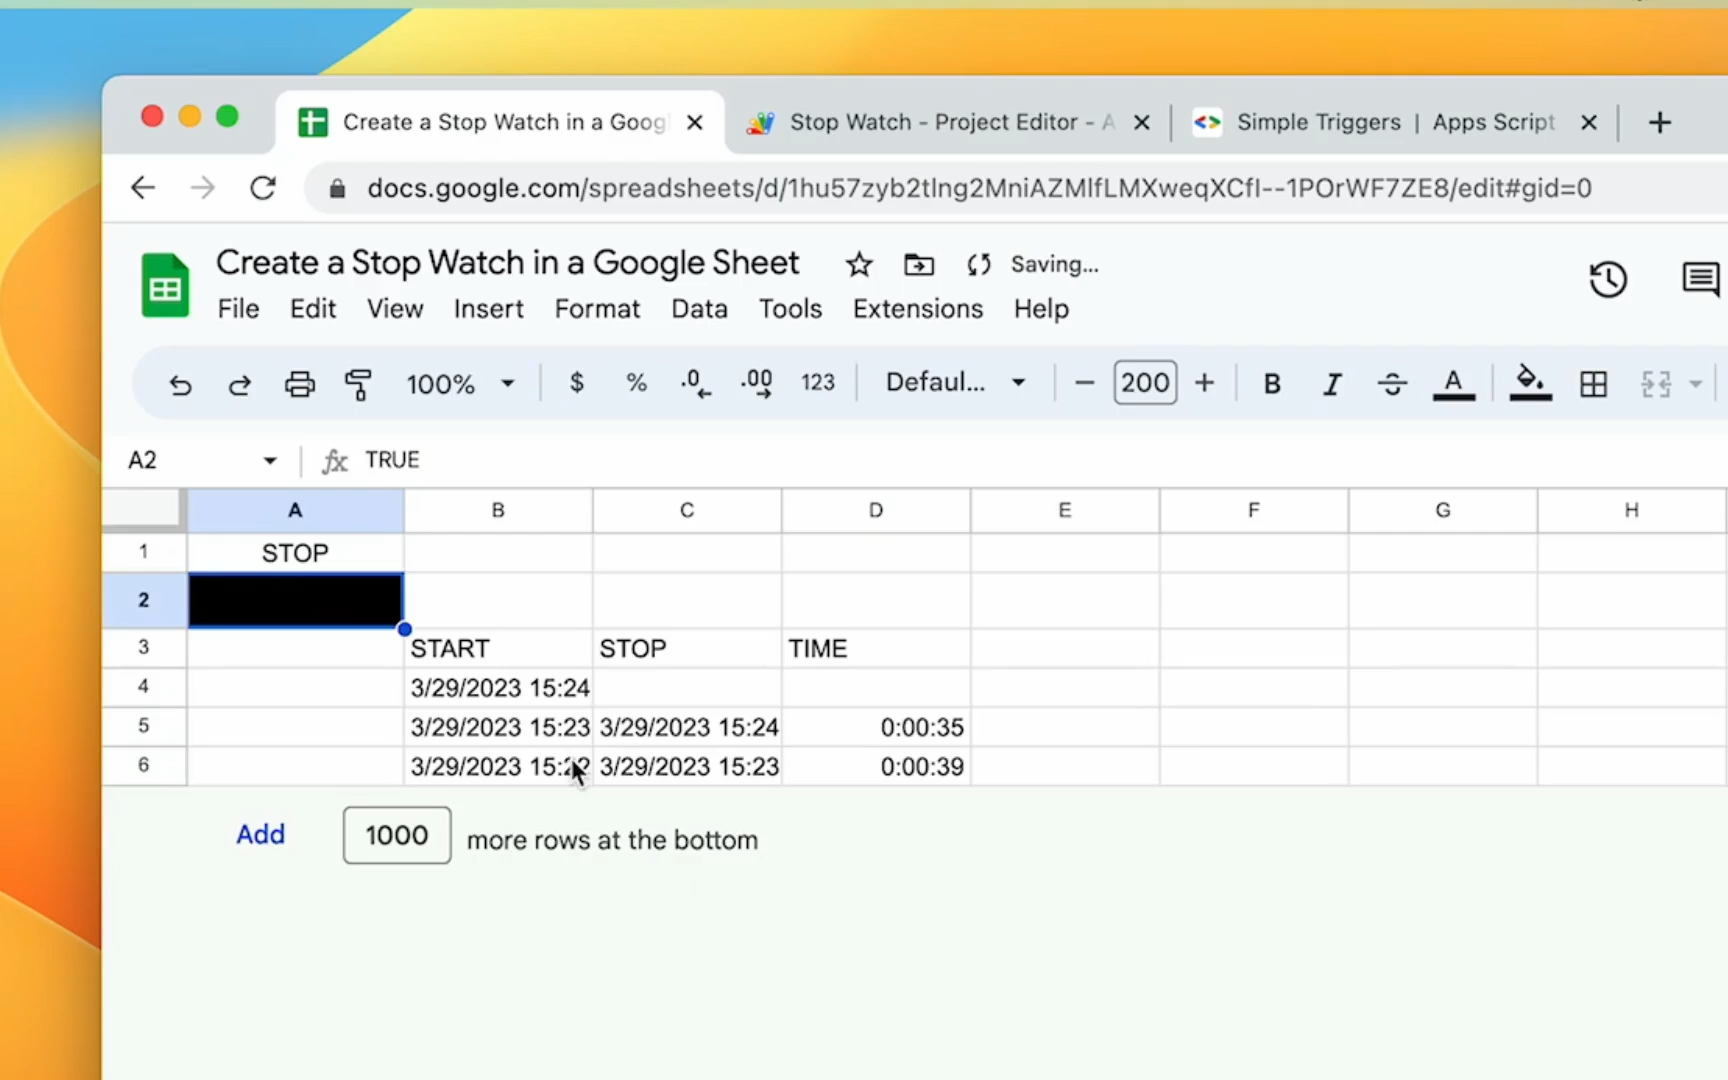 Create a Stop Watch in a Goog
Stop Watch - Project Editor - A
Simple Triggers | Apps Script
docs.google.com/spreadsheets/d/1hu57zyb2tlng2MniAZMlfLMXweqXCfI--1POrWF7ZE8/edit#gid=0
Create a Stop Watch in a Google Sheet Saving...
File Edit View Insert Format Data Tools Extensions Help
100% $ % .0 .00 123 Defaul... - 200 + B I S A
A2 fx TRUE
A B C D E F G H
1 STOP
2
3 START STOP TIME
4 3/29/2023 15:24
5 3/29/2023 15:23 3/29/2023 15:24 0:00:35
6 3/29/2023 3/29/2023 15:23 0:00:39
Add 1000 more rows at the bottom